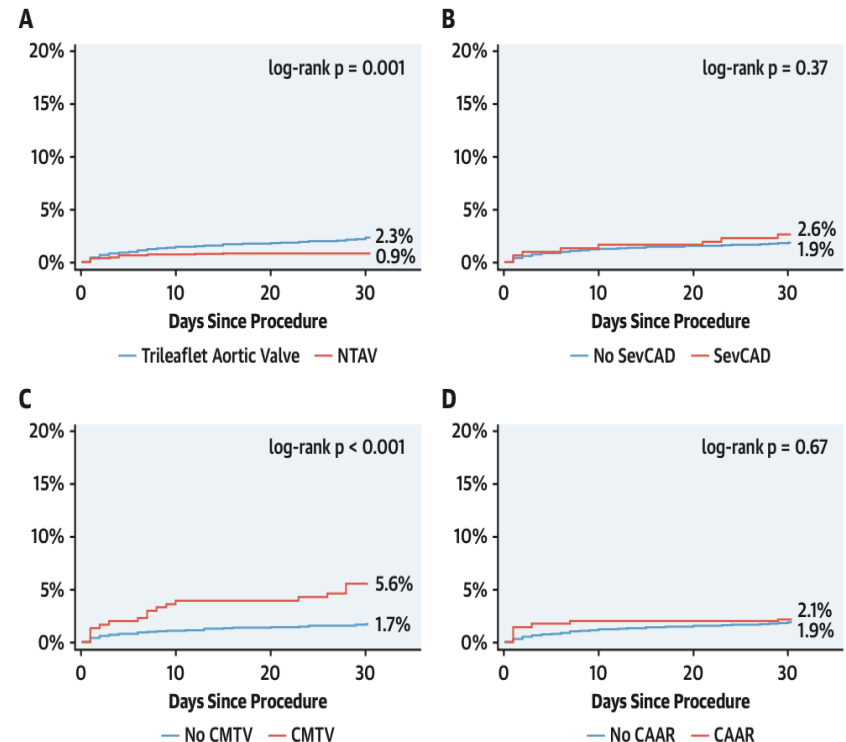 A
20%
15%
10%
5%
0%
log-rank p = 0.001
2.3%
0.9%
0 10 20 30
Days Since Procedure
Trileaflet Aortic Valve NTAV
B
20%
15%
10%
5%
0%
log-rank p = 0.37
2.6%
1.9%
0 10 20 30
Days Since Procedure
No SevCAD SevCAD
C
20%
15%
10%
5%
0%
log-rank p < 0.001
5.6%
1.7%
0 10 20 30
Days Since Procedure
No CMTV CMTV
D
20%
15%
10%
5%
0%
log-rank p = 0.67
2.1%
1.9%
0 10 20 30
Days Since Procedure
No CAAR CAAR